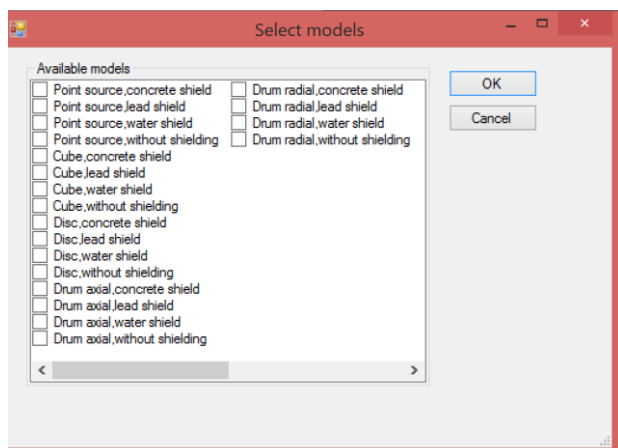 Select models
Available models
Point source,concrete shield
Point source,lead shield
Point source,water shield
Point source,without shielding
Cube,concrete shield
Cube,lead shield
Cube,water shield
Cube,without shielding
Disc,concrete shield
Disc,lead shield
Disc,water shield
Disc,without shielding
Drum axial,concrete shield
Drum axial,lead shield
Drum axial,water shield
Drum axial,without shielding
Drum radial,concrete shield
Drum radial,lead shield
Drum radial,water shield
Drum radial,without shielding
OK
Cancel